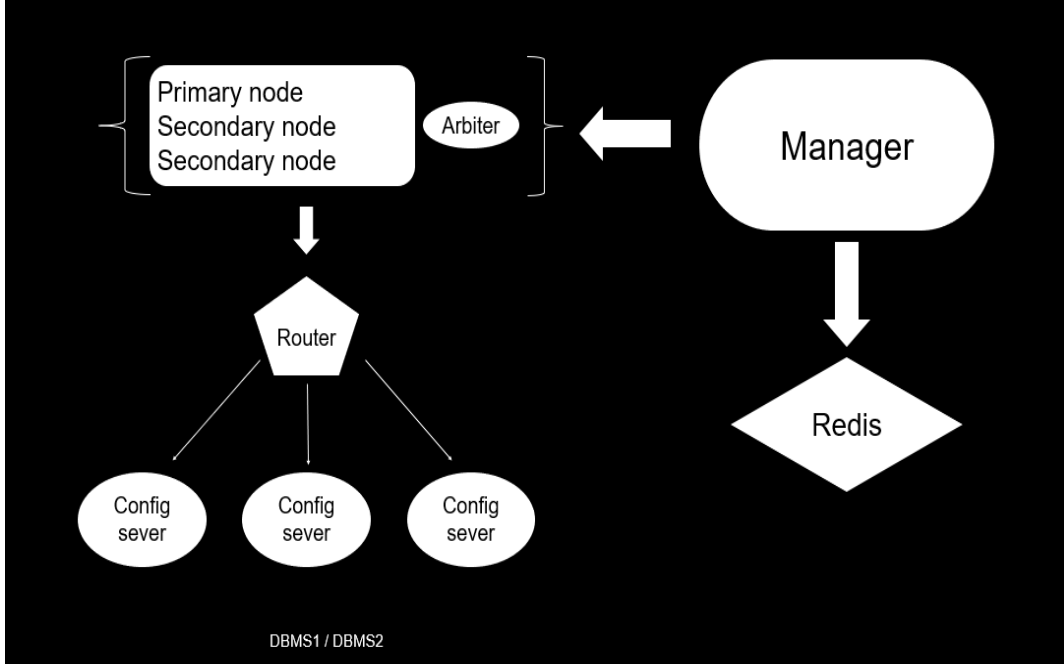 Primary node
Secondary node
Secondary node
Arbiter
Manager
Router
Redis
Config
sever
Config
sever
Config
sever
DBMS1 / DBMS2